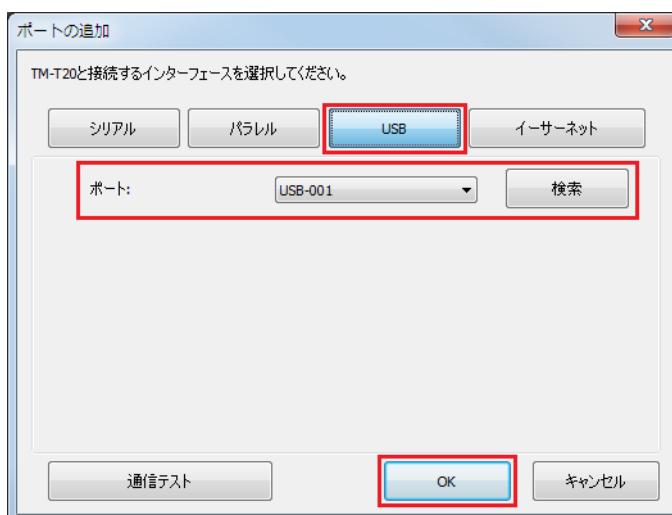 ポートの追加
TM-T20と接続するインターフェースを選択してください。
シリアル パラレル USB イーサーネット
ポート: USB-001 検索
通信テスト OK キャンセル